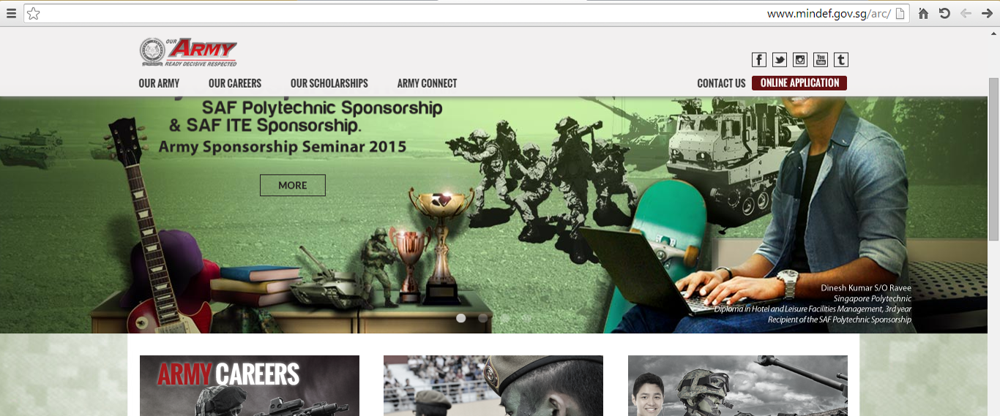 www.mindef.gov.sg/arc/
OUR
ARMY
READY DECISIVE RESPECTED
OUR ARMY
OUR CAREERS
OUR SCHOLARSHIPS
ARMY CONNECT
CONTACT US
ONLINE APPLICATION
You
Tube
SAF Polytechnic Sponsorship
& SAF ITE Sponsorship.
Army Sponsorship Seminar 2015
MORE
Dinesh Kumar S/O Ravee
Singapore Polytechnic
Diploma in Hotel and Leisure Facilities Management, 3rd year
Recipient of the SAF Polytechnic Sponsorship
ARMY CAREERS